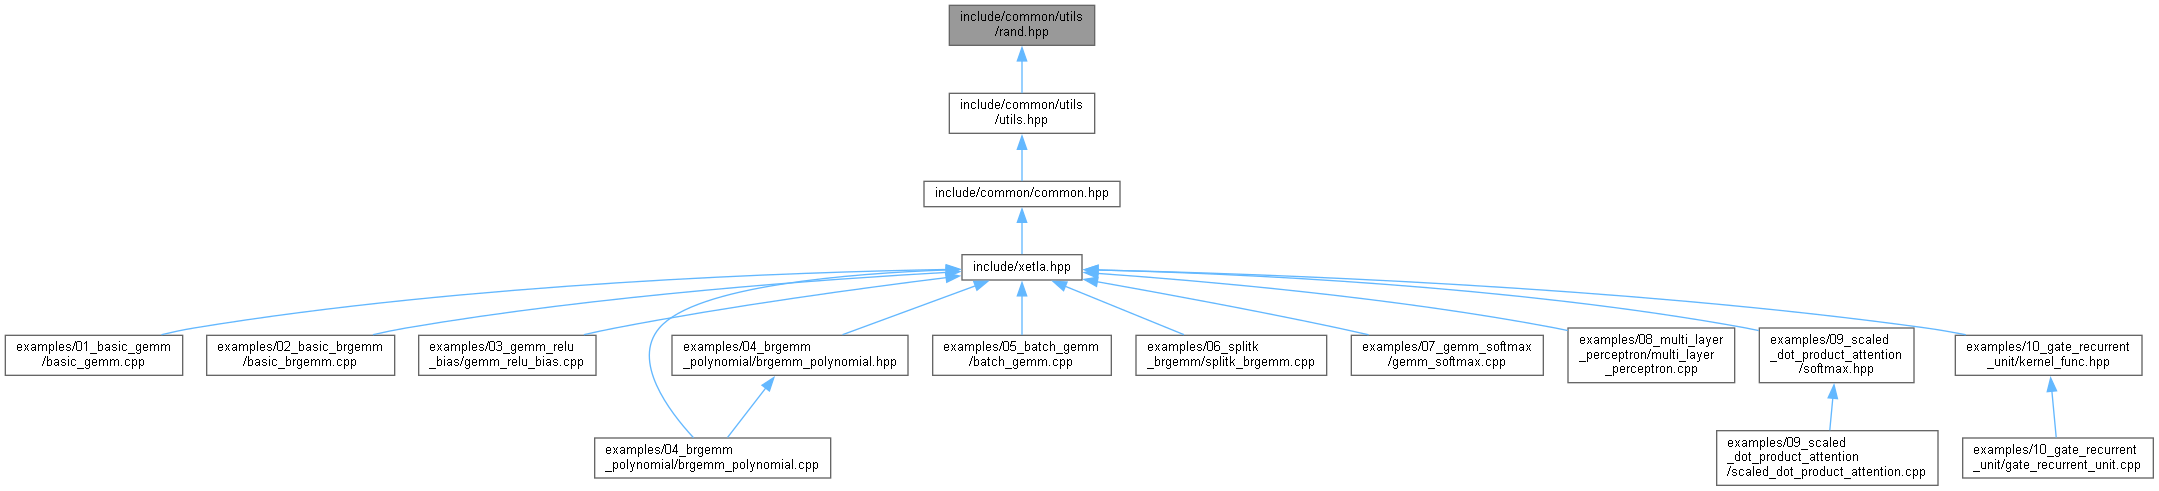 include/common/utils
/rand.hpp
include/common/utils
/utils.hpp
include/common/common.hpp
include/xetla.hpp
examples/01_basic_gemm
/basic_gemm.cpp
examples/02_basic_brgemm
/basic_brgemm.cpp
examples/03_gemm_relu
_bias/gemm_relu_bias.cpp
examples/04_brgemm
_polynomial/brgemm_polynomial.hpp
examples/05_batch_gemm
/batch_gemm.cpp
examples/06_splitk
_brgemm/splitk_brgemm.cpp
examples/07_gemm_softmax
/gemm_softmax.cpp
examples/08_multi_layer
_perceptron/multi_layer
_perceptron.cpp
examples/09_scaled
_dot_product_attention
/softmax.hpp
examples/10_gate_recurrent
_unit/kernel_func.hpp
examples/04_brgemm
_polynomial/brgemm_polynomial.cpp
examples/09_scaled
_dot_product_attention
/scaled_dot_product_attention.cpp
examples/10_gate_recurrent
_unit/gate_recurrent_unit.cpp